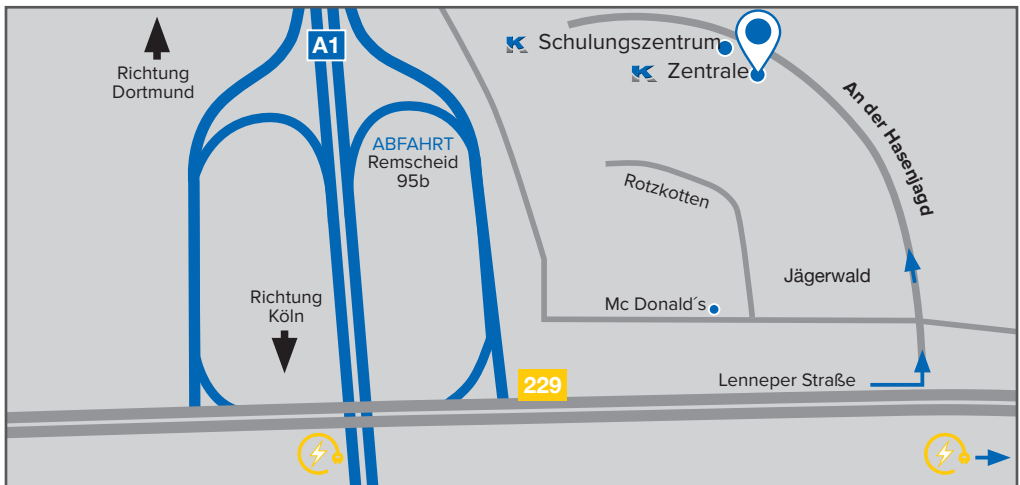 A1
Richtung
Dortmund
ABFAHRT
Remscheid
95b
K Schulungszentrum
K Zentrale
An der Hasenjagd
Rotzkotten
Jägerwald
Richtung
Köln
Mc Donald´s
229
Lenneper Straße